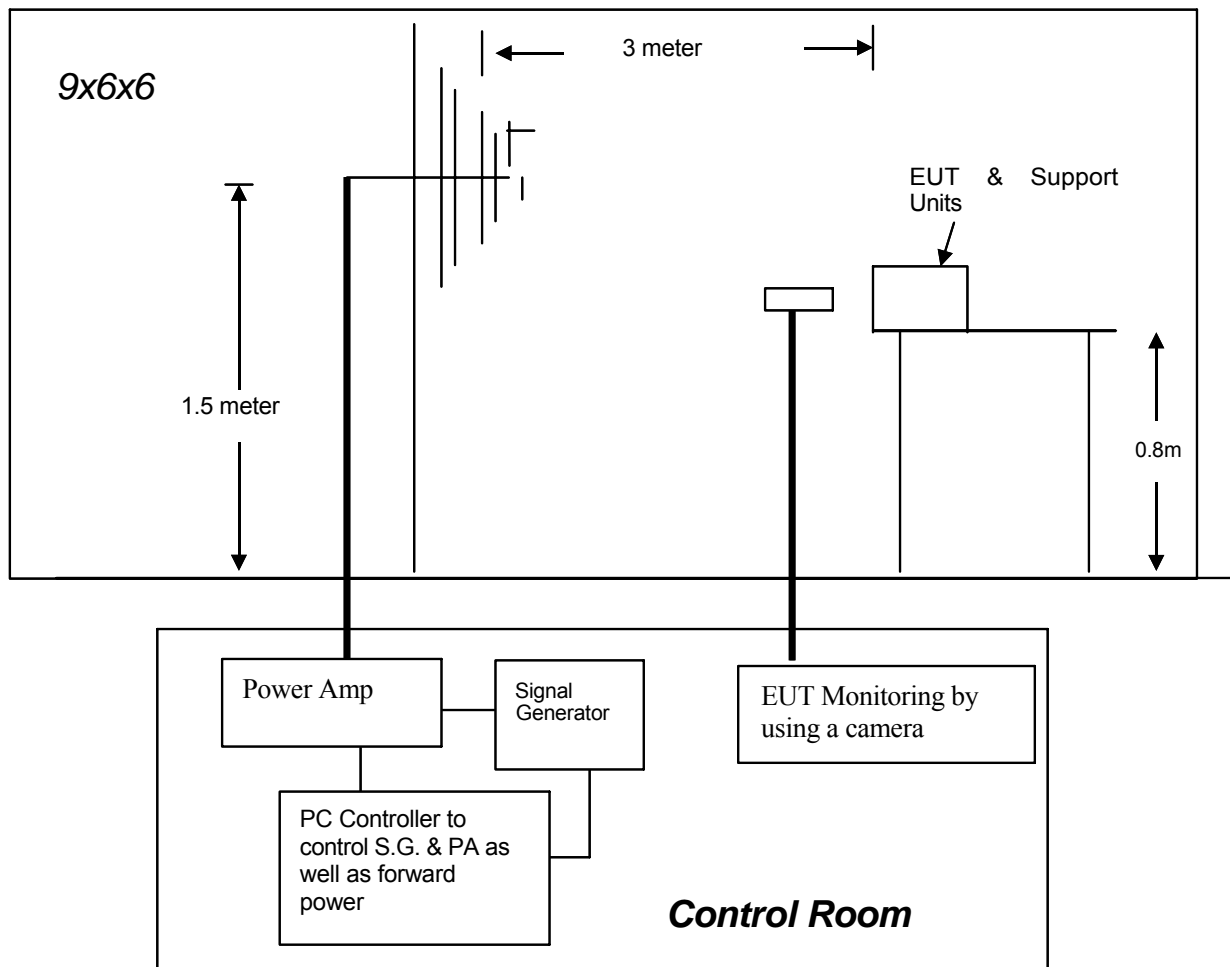 3 meter
9x6x6
EUT & Support
Units
1.5 meter
0.8m
Power Amp
Signal
Generator
EUT Monitoring by
using a camera
PC Controller to
control S.G. & PA as
well as forward
power
Control Room